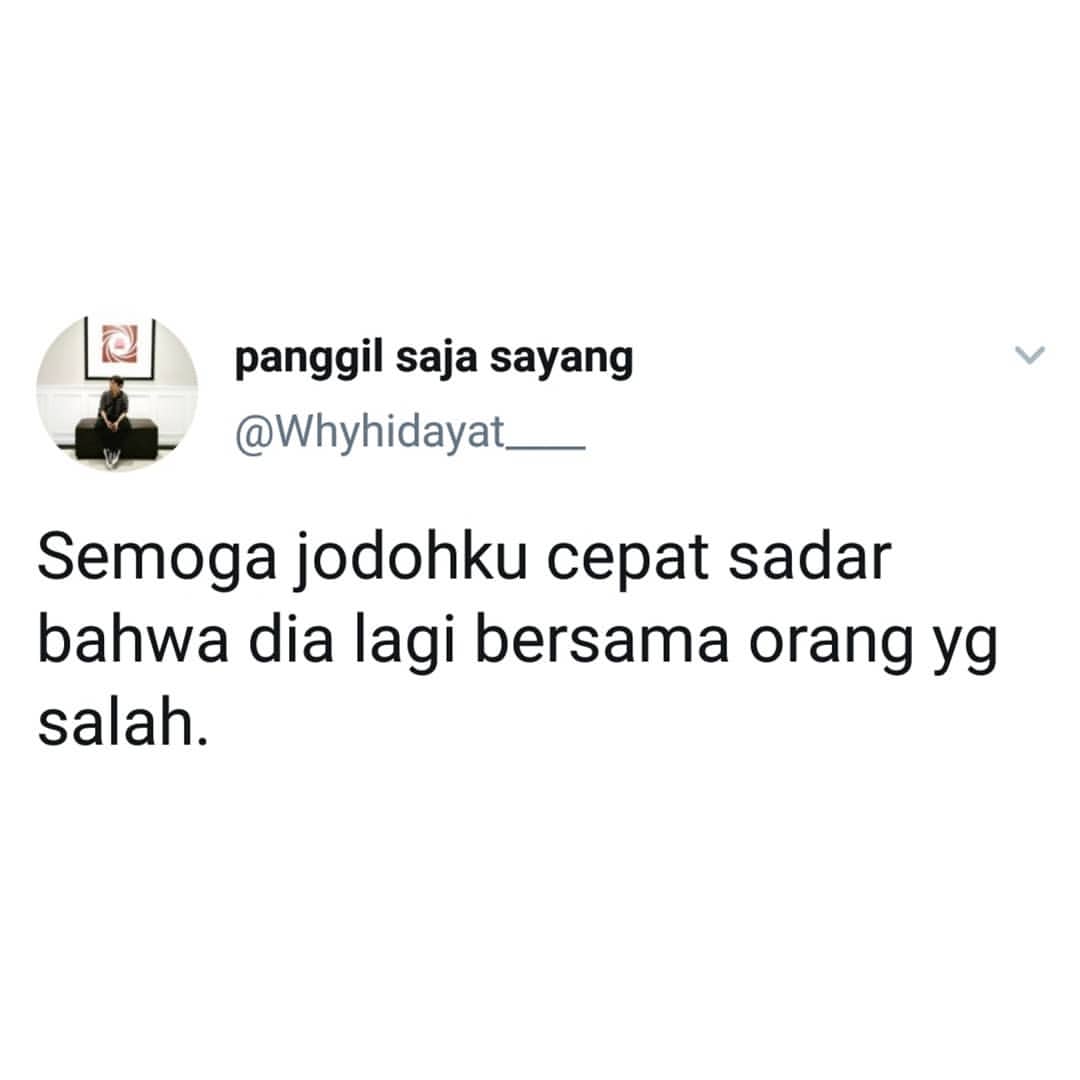 panggil saja sayang
@Whyhidayat____
Semoga jodohku cepat sadar
bahwa dia lagi bersama orang yg
salah.